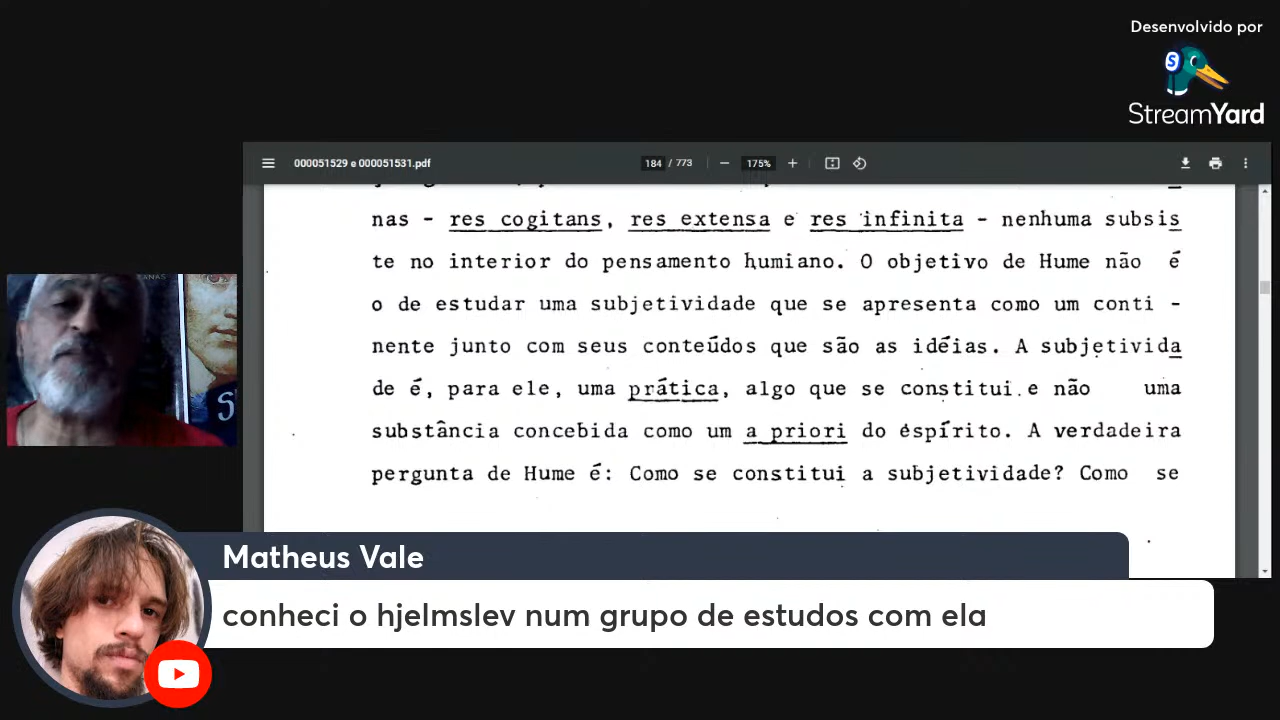 Desenvolvido por
S
StreamYard
000051529 e 000051531.pdf
184 / 773
175%
nas - res cogitans, res extensa e res infinita - nenhuma subsis
te no interior do pensamento humiano. O objetivo de Hume não é
o de estudar uma subjetividade que se apresenta como um conti -
nente junto com seus conteúdos que são as idéias. A subjetivida
de é, para ele, uma prática, algo que se constitui e não uma
substância concebida como um a priori do espírito. A verdadeira
pergunta de Hume é: Como se constitui a subjetividade? Como se
Matheus Vale
conheci o hjelmslev num grupo de estudos com ela